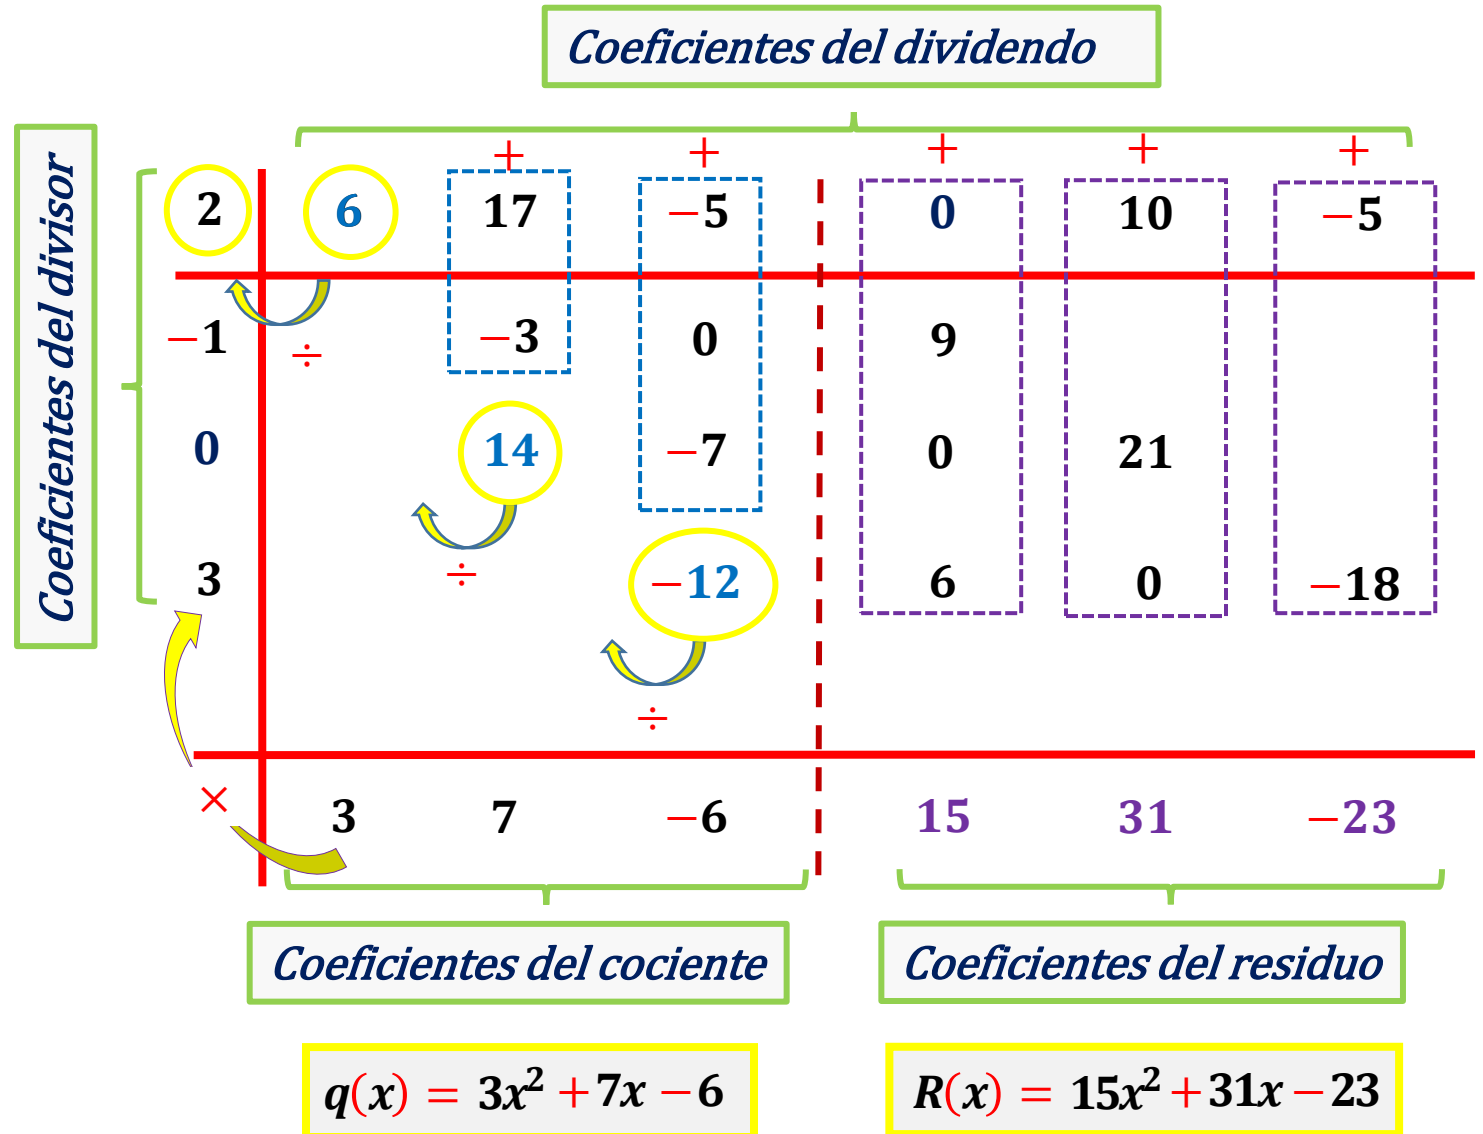 Coeficientes del dividendo
Coeficientes del divisor
+ + + + +
2 6 17 −5 0 10 −5
−1 ÷ −3 0 9
0 14 −7 0 21
÷
3 −12 6 0 −18
÷
× 3 7 −6 15 31 −23
Coeficientes del cociente
Coeficientes del residuo
q(x) = 3x² + 7x − 6
R(x) = 15x² + 31x − 23